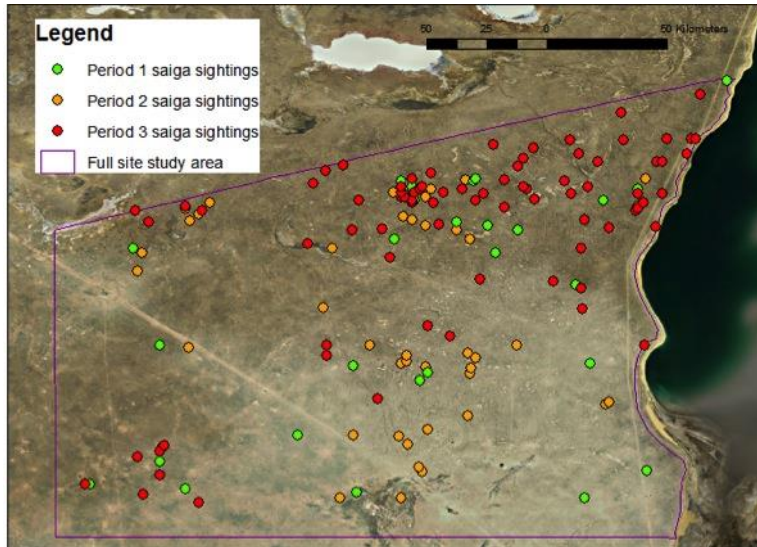 50 25 0 50 Kilometers
Legend
Period 1 saiga sightings
Period 2 saiga sightings
Period 3 saiga sightings
Full site study area